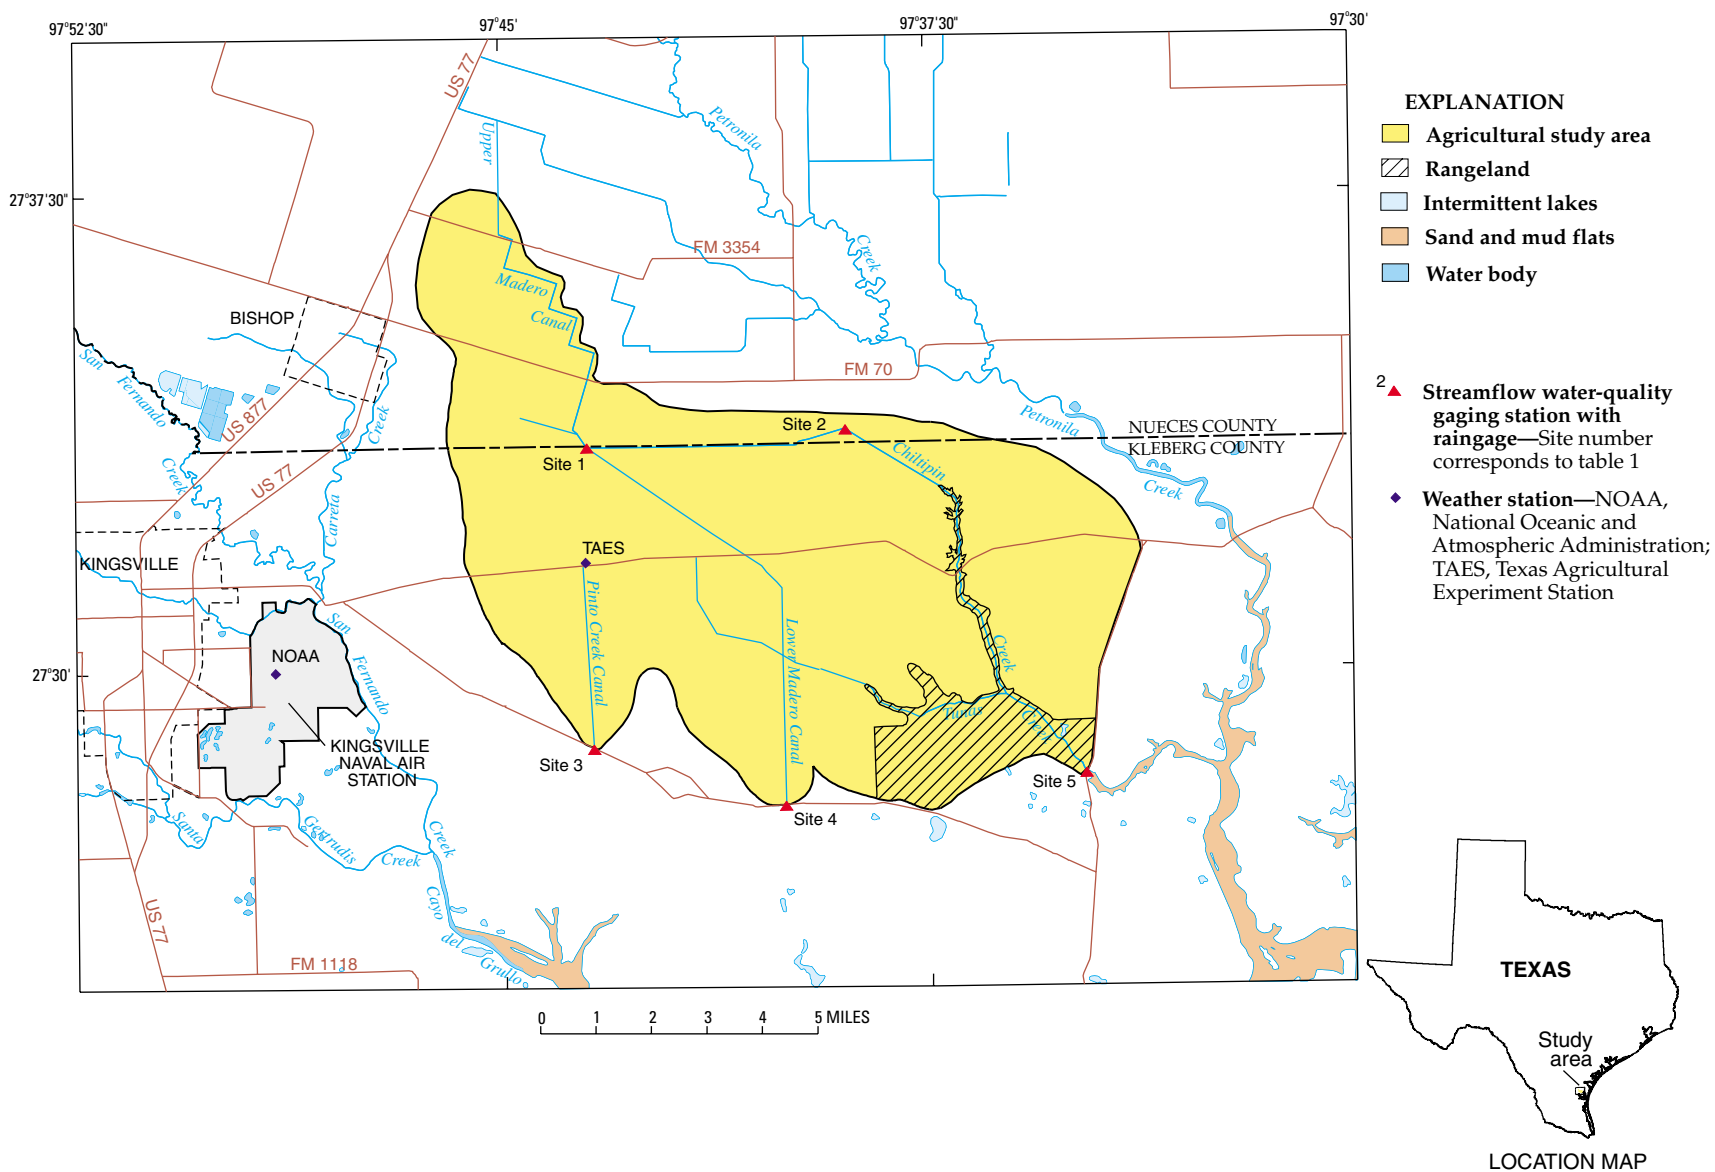 97°52'30"
97°45'
97°37'30"
97°30'
27°37'30"
27°30'
US 77
Upper
Petronila
Creek
FM 3354
Madero
Canal
BISHOP
San
Fernando
Creek
US 877
US 77
Carreta
Creek
FM 70
Petronila
Creek
NUECES COUNTY
KLEBERG COUNTY
Site 2
Site 1
Chiltipin
Creek
TAES
KINGSVILLE
Pinto Creek Canal
Lower Madero Canal
NOAA
San
Fernando
Creek
Tunas
Creek
KINGSVILLE
NAVAL AIR
STATION
Site 3
Site 4
Site 5
Santa
Gertrudis
Creek
Cayo
del
Grullo
US 77
FM 1118
0 1 2 3 4 5 MILES
EXPLANATION
Agricultural study area
Rangeland
Intermittent lakes
Sand and mud flats
Water body
2
Streamflow water-quality
gaging station with
raingage—Site number
corresponds to table 1
Weather station—NOAA,
National Oceanic and
Atmospheric Administration;
TAES, Texas Agricultural
Experiment Station
TEXAS
Study
area
LOCATION MAP